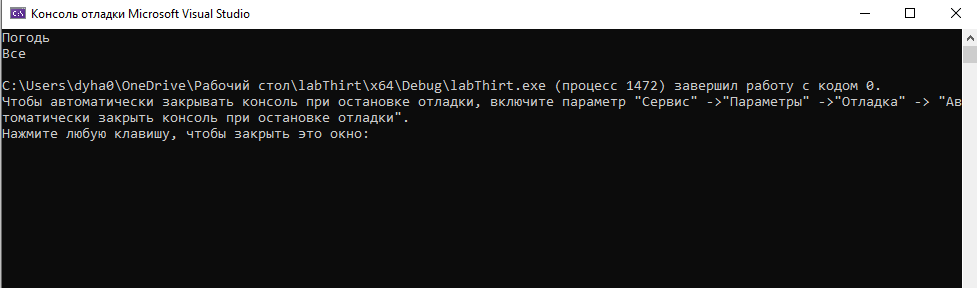 Консоль отладки Microsoft Visual Studio
Погодь
Все
C:\Users\dyha0\OneDrive\Рабочий стол\labThirt\x64\Debug\labThirt.exe (процесс 1472) завершил работу с кодом 0.
Чтобы автоматически закрывать консоль при остановке отладки, включите параметр "Сервис" ->"Параметры" ->"Отладка" -> "Ав
томатически закрыть консоль при остановке отладки".
Нажмите любую клавишу, чтобы закрыть это окно: